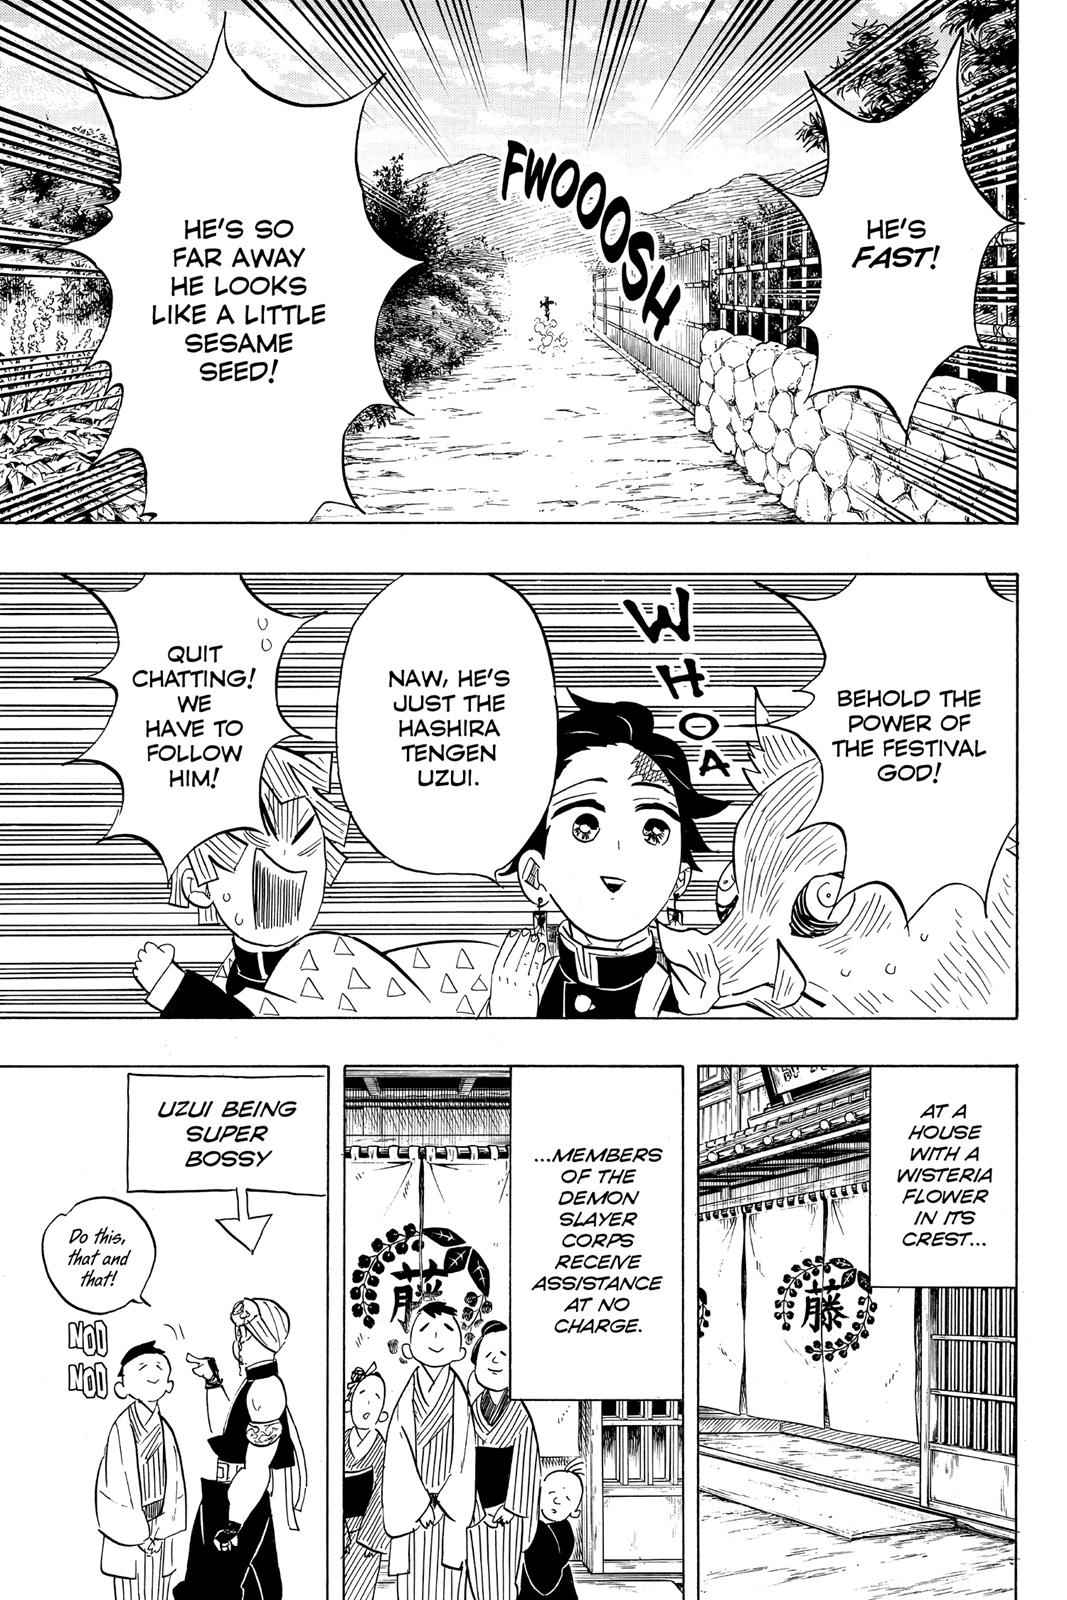 HE'S
FAST!
FWOOOSH
HE'S SO
FAR AWAY
HE LOOKS
LIKE A LITTLE
SESAME
SEED!
BEHOLD THE
POWER OF
THE FESTIVAL
GOD!
WHOA
NAW, HE'S
JUST THE
HASHIRA
TENGEN
UZUI.
QUIT
CHATTING!
WE
HAVE TO
FOLLOW
HIM!
AT A
HOUSE
WITH A
WISTERIA
FLOWER
IN ITS
CREST...
藤
...MEMBERS
OF THE
DEMON
SLAYER
CORPS
RECEIVE
ASSISTANCE
AT NO
CHARGE.
藤
UZUI BEING
SUPER
BOSSY
Do this,
that and
that!
NOD
NOD